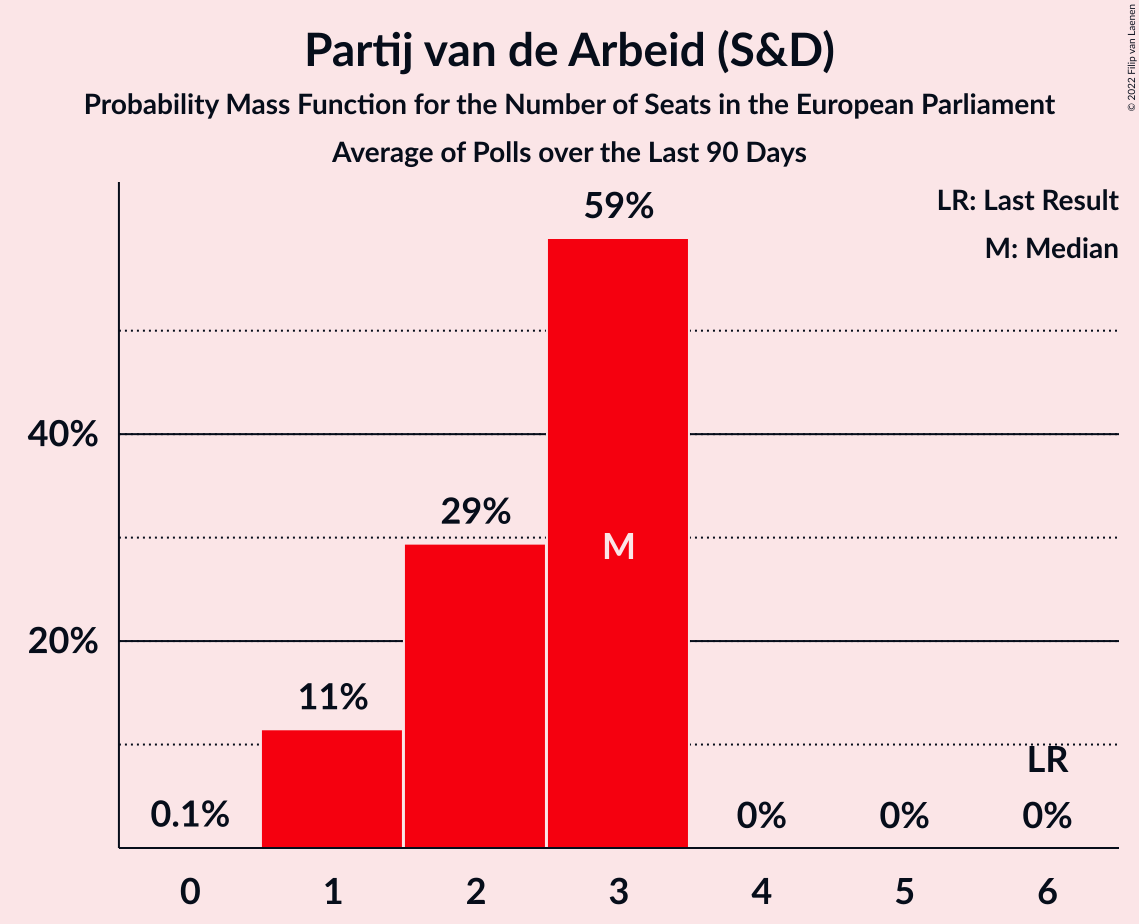 Partij van de Arbeid (S&D)
Probability Mass Function for the Number of Seats in the European Parliament
Average of Polls over the Last 90 Days
© 2022 Filip van Laenen
LR: Last Result
M: Median
59%
40%
29%
M
20%
11%
LR
0.1%
0%
0%
0%
0
1
2
3
4
5
6